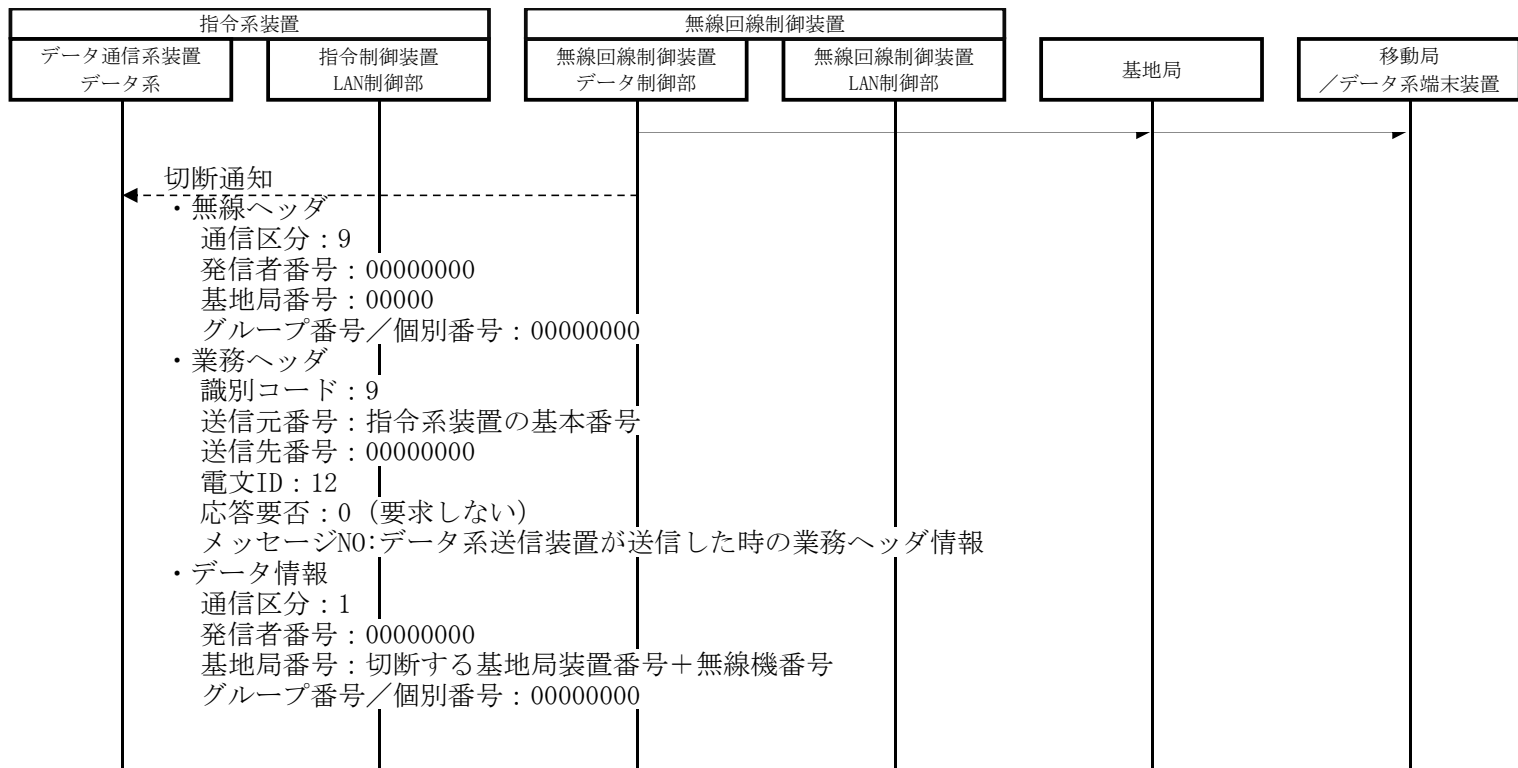 指令系装置
無線回線制御装置
データ通信系装置
データ系
指令制御装置
LAN制御部
無線回線制御装置
データ制御部
無線回線制御装置
LAN制御部
基地局
移動局
／データ系端末装置
切断通知
・無線ヘッダ
通信区分：9
発信者番号：00000000
基地局番号：00000
グループ番号／個別番号：00000000
・業務ヘッダ
識別コード：9
送信元番号：指令系装置の基本番号
送信先番号：00000000
電文ID：12
応答要否：0（要求しない）
メッセージNO:データ系送信装置が送信した時の業務ヘッダ情報
・データ情報
通信区分：1
発信者番号：00000000
基地局番号：切断する基地局装置番号＋無線機番号
グループ番号／個別番号：00000000